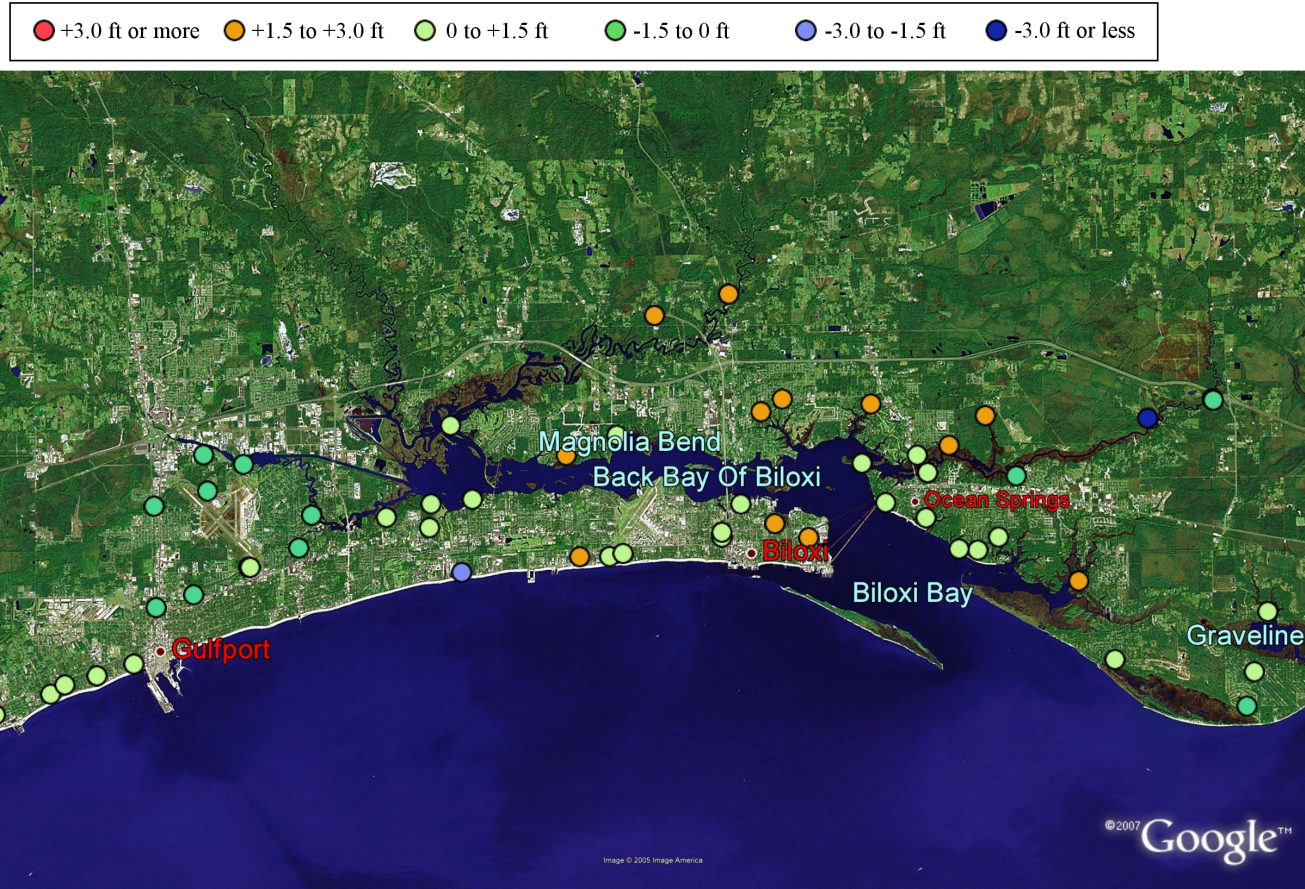 +3.0 ft or more +1.5 to +3.0 ft 0 to +1.5 ft -1.5 to 0 ft -3.0 to -1.5 ft -3.0 ft or less
Magnolia Bend
Back Bay Of Biloxi
Ocean Springs
Biloxi
Biloxi Bay
Graveline
Gulfport
©2007 Google™
Image © 2005 Image America